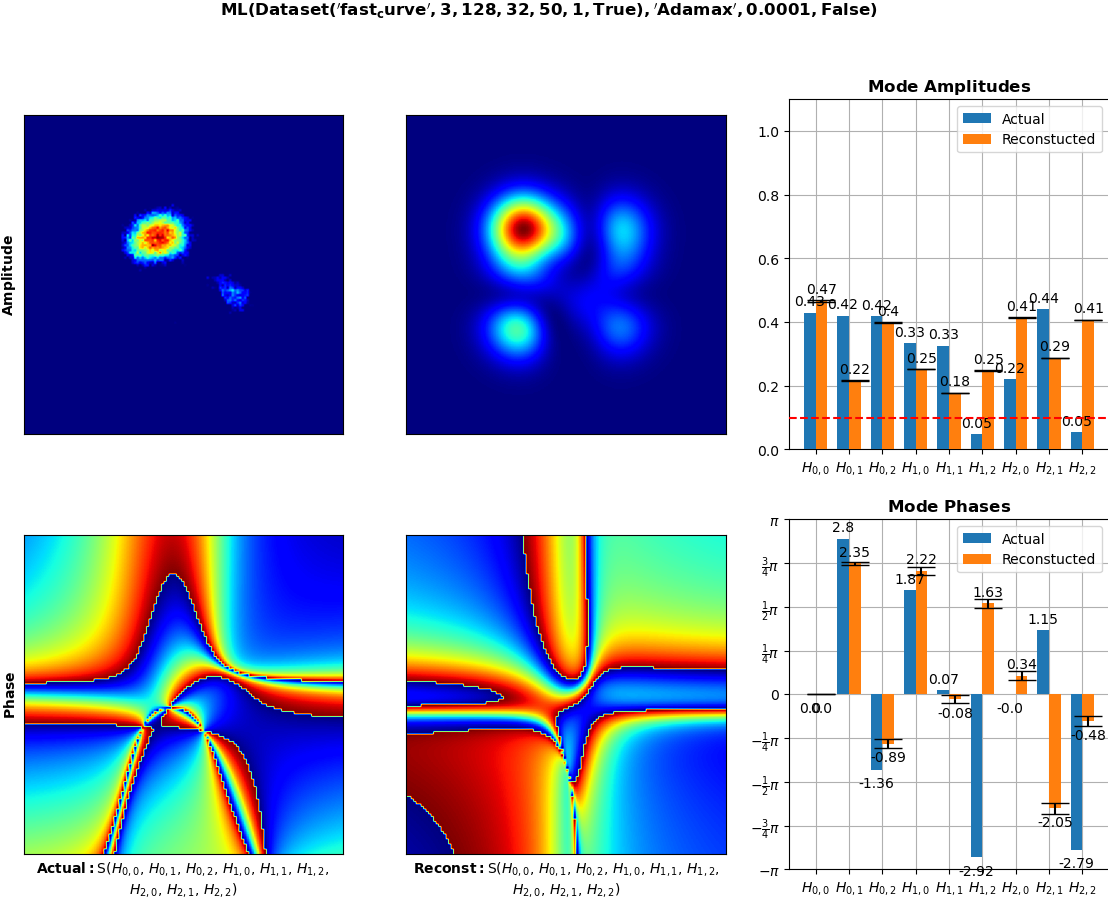 ML(Dataset('fast_curve', 3, 128, 32, 50, 1, True), 'Adamax', 0.0001, False)
Amplitude
Mode Amplitudes
Actual
Reconstucted
1.0
0.8
0.6
0.4
0.2
0.0
0.43 0.47 0.42 0.22 0.42 0.4 0.33 0.25 0.33 0.18 0.05 0.25 0.22 0.41 0.44 0.29 0.05 0.41
H0,0 H0,1 H0,2 H1,0 H1,1 H1,2 H2,0 H2,1 H2,2
Phase
Actual: S(H0,0, H0,1, H0,2, H1,0, H1,1, H1,2,
H2,0, H2,1, H2,2)
Reconst: S(H0,0, H0,1, H0,2, H1,0, H1,1, H1,2,
H2,0, H2,1, H2,2)
Mode Phases
Actual
Reconstucted
π
3/4π
1/2π
1/4π
0
−1/4π
−1/2π
−3/4π
−π
0.0 0.0 2.8 2.35 -1.36 -0.89 1.87 2.22 0.07 -0.08 -2.92 1.63 -0.0 0.34 1.15 -2.05 -2.79 -0.48
H0,0 H0,1 H0,2 H1,0 H1,1 H1,2 H2,0 H2,1 H2,2